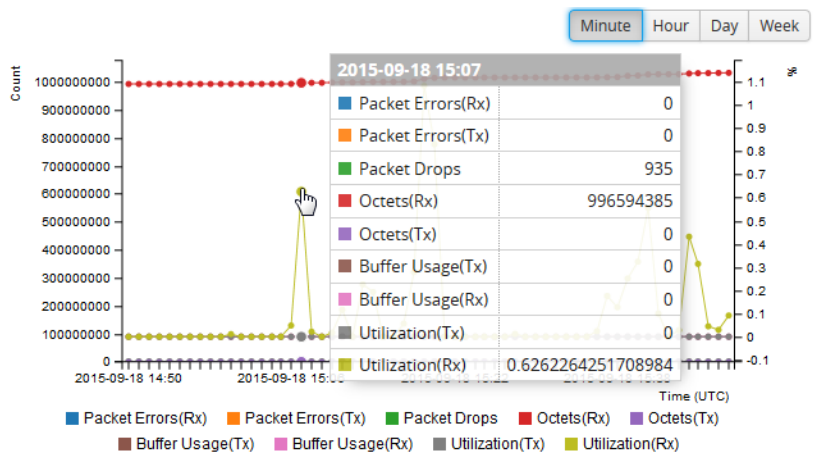 Minute Hour Day Week
Count
%
1000000000
900000000
800000000
700000000
600000000
500000000
400000000
300000000
200000000
100000000
0
1.1
1
0.9
0.8
0.7
0.6
0.5
0.4
0.3
0.2
0.1
0
-0.1
2015-09-18 15:07
Packet Errors(Rx) 0
Packet Errors(Tx) 0
Packet Drops 935
Octets(Rx) 996594385
Octets(Tx) 0
Buffer Usage(Tx) 0
Buffer Usage(Rx) 0
Utilization(Tx) 0
Utilization(Rx) 0.6262264251708984
2015-09-18 14:50 2015-09-18
Time (UTC)
Packet Errors(Rx) Packet Errors(Tx) Packet Drops Octets(Rx) Octets(Tx)
Buffer Usage(Tx) Buffer Usage(Rx) Utilization(Tx) Utilization(Rx)